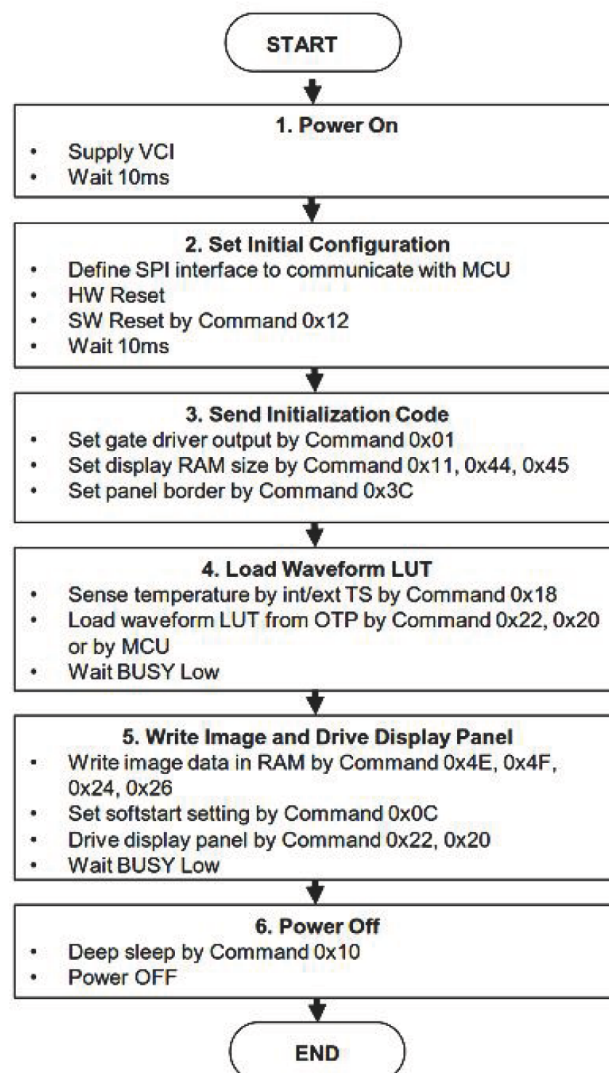 START
1. Power On
• Supply VCI
• Wait 10ms
2. Set Initial Configuration
• Define SPI interface to communicate with MCU
• HW Reset
• SW Reset by Command 0x12
• Wait 10ms
3. Send Initialization Code
• Set gate driver output by Command 0x01
• Set display RAM size by Command 0x11, 0x44, 0x45
• Set panel border by Command 0x3C
4. Load Waveform LUT
• Sense temperature by int/ext TS by Command 0x18
• Load waveform LUT from OTP by Command 0x22, 0x20
or by MCU
• Wait BUSY Low
5. Write Image and Drive Display Panel
• Write image data in RAM by Command 0x4E, 0x4F,
0x24, 0x26
• Set softstart setting by Command 0x0C
• Drive display panel by Command 0x22, 0x20
• Wait BUSY Low
6. Power Off
• Deep sleep by Command 0x10
• Power OFF
END